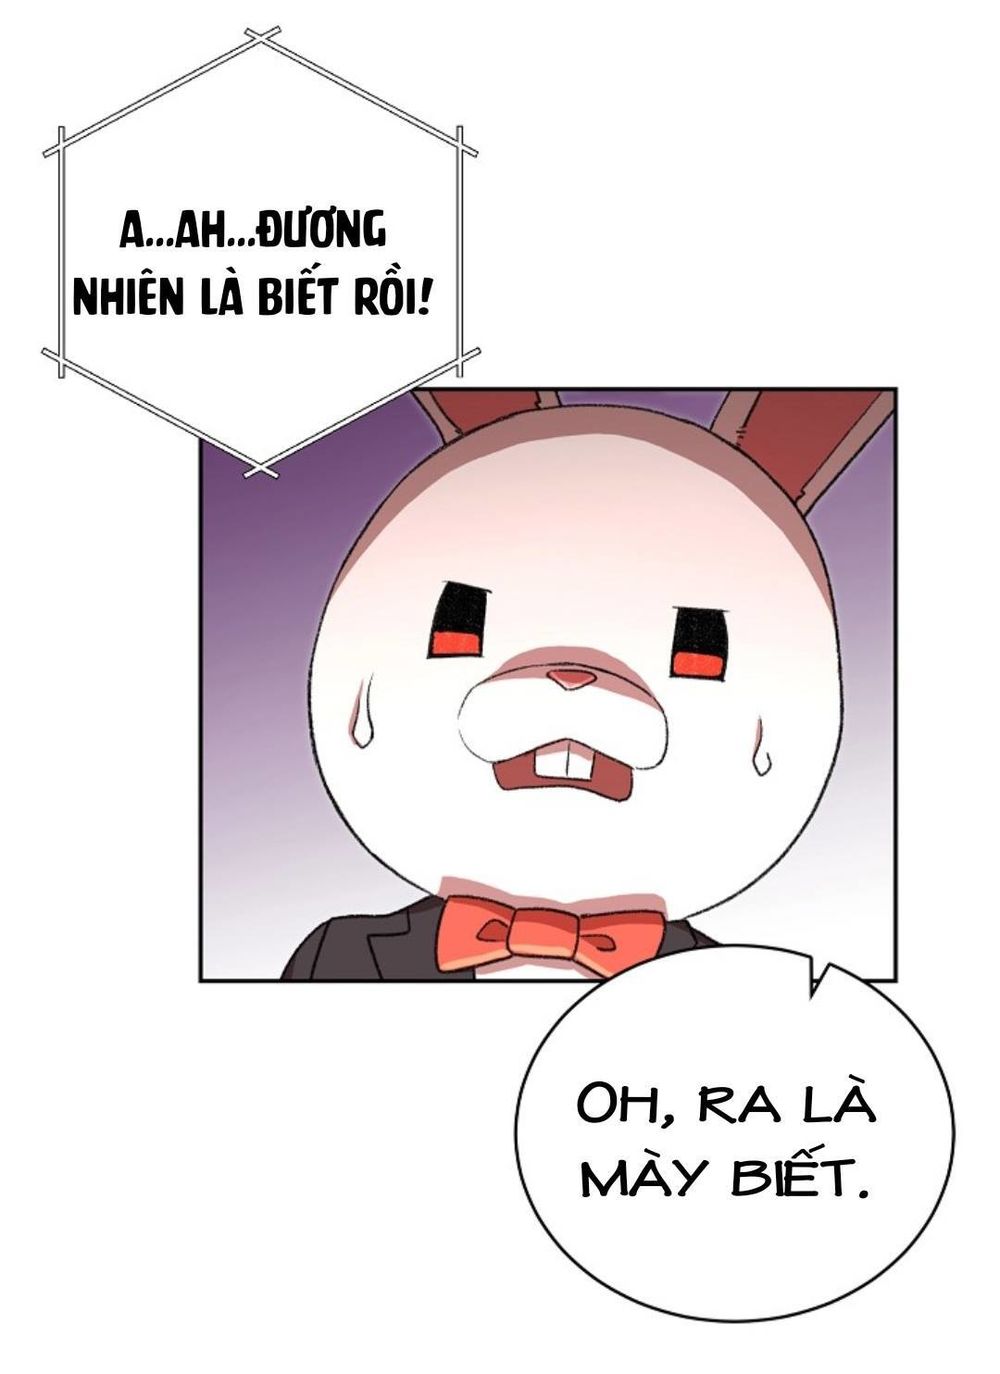 A...AH...ĐƯƠNG
NHIÊN LÀ BIẾT RỒI!
OH, RA LÀ
MÀY BIẾT.